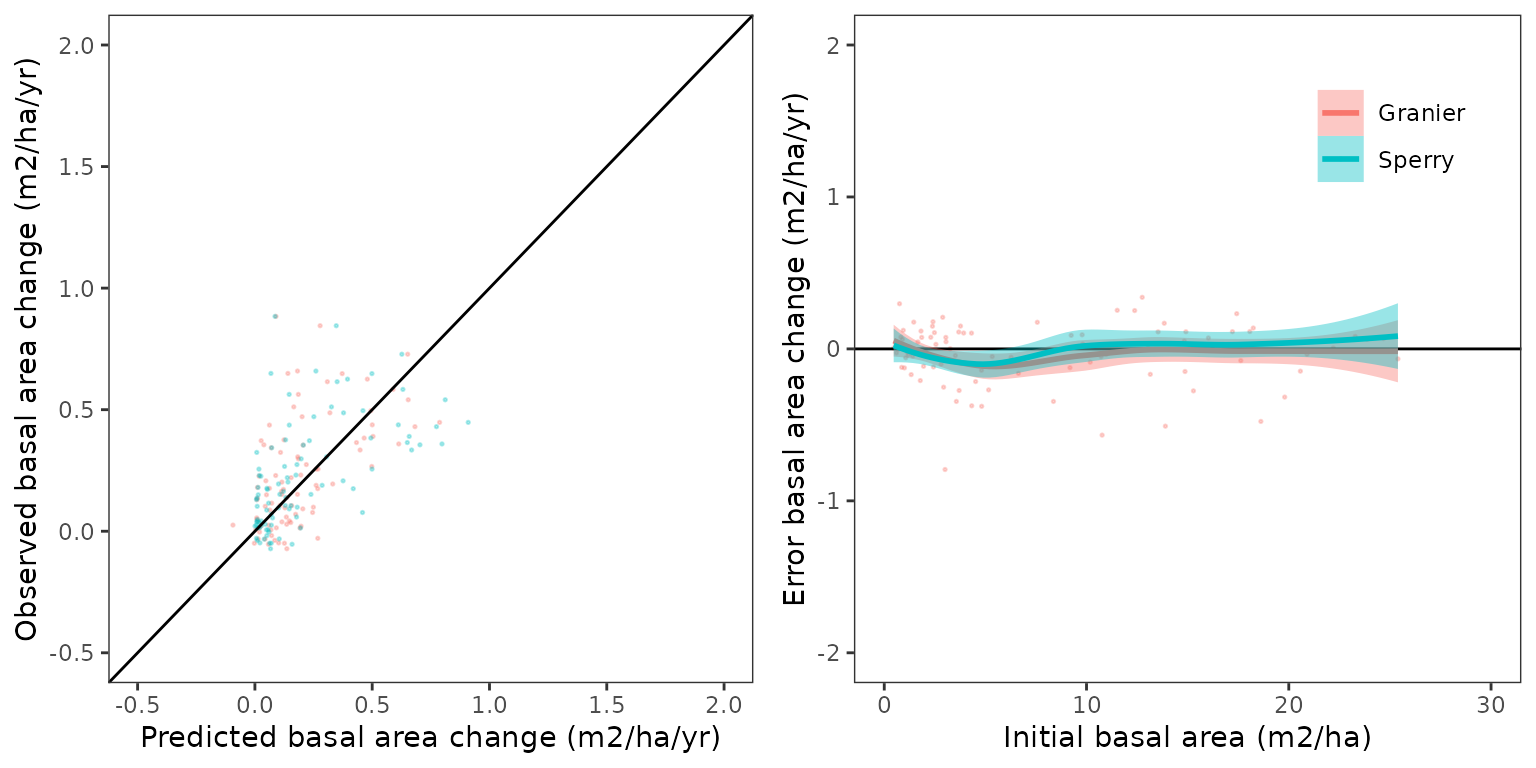 Observed basal area change (m2/ha/yr)
2.0
1.5
1.0
0.5
0.0
-0.5
-0.5 0.0 0.5 1.0 1.5 2.0
Predicted basal area change (m2/ha/yr)
Error basal area change (m2/ha/yr)
2
1
0
-1
-2
Granier
Sperry
0 10 20 30
Initial basal area (m2/ha)